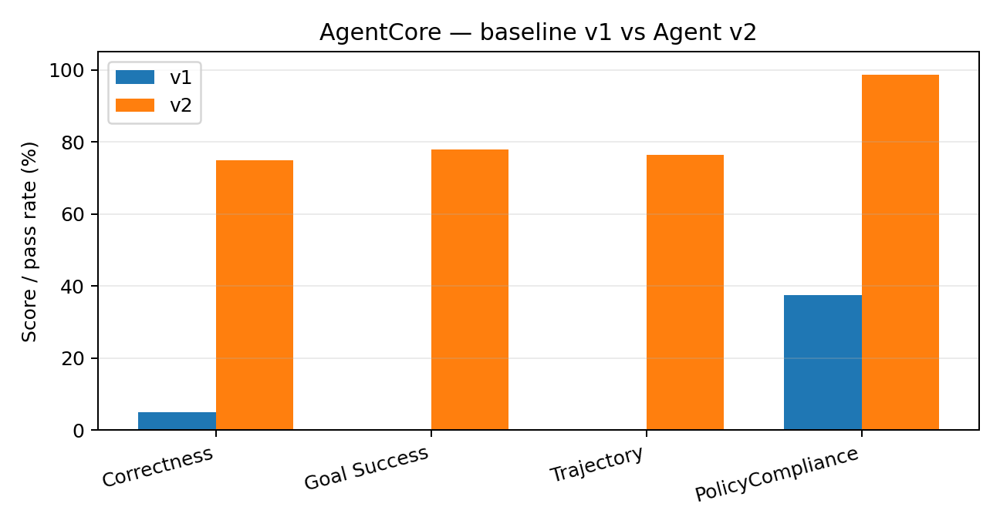 AgentCore — baseline v1 vs Agent v2
v1
v2
Score / pass rate (%)
100
80
60
40
20
0
Correctness
Goal Success
Trajectory
PolicyCompliance